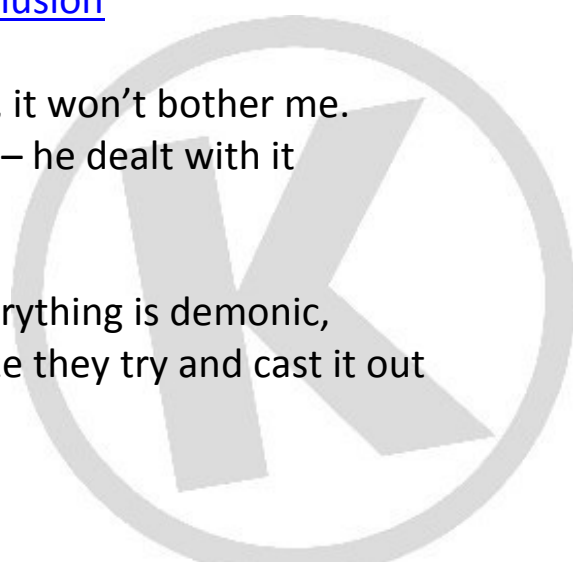 lusion
it won’t bother me.
– he dealt with it
rything is demonic,
e they try and cast it out
K